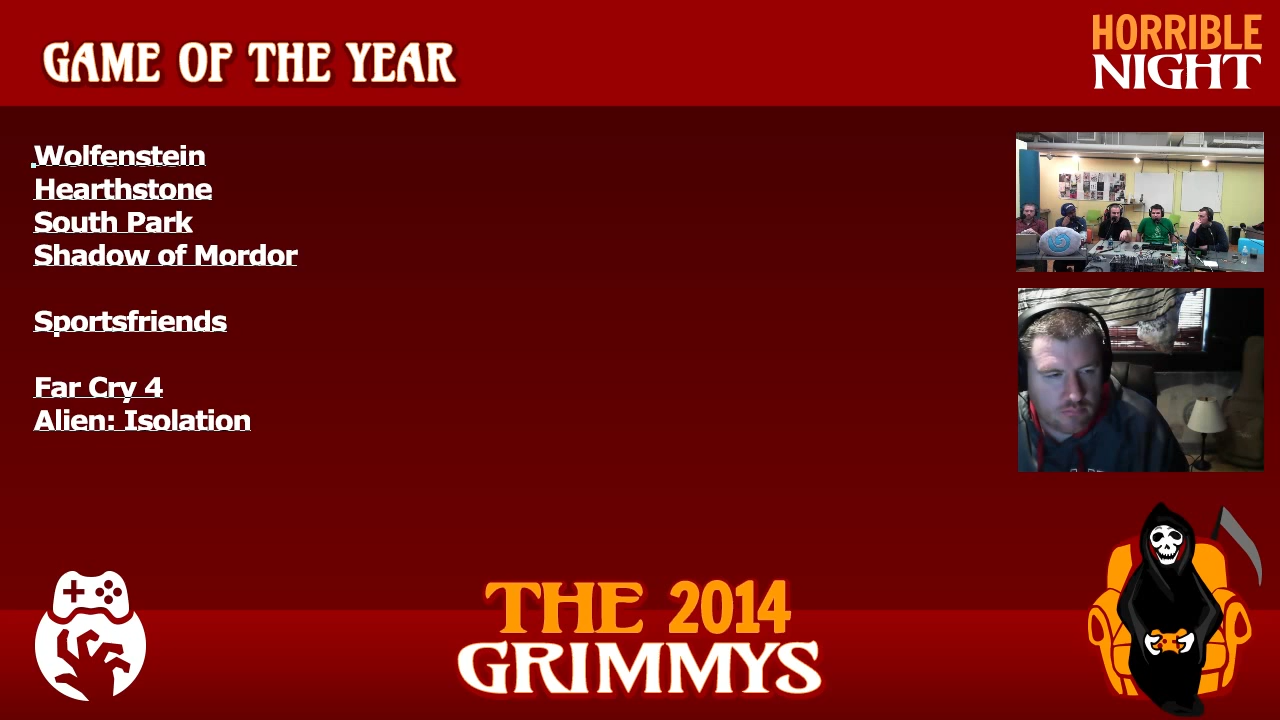 GAME OF THE YEAR
HORRIBLE
NIGHT
Wolfenstein
Hearthstone
South Park
Shadow of Mordor
Sportsfriends
Far Cry 4
Alien: Isolation
THE 2014
GRIMMYS